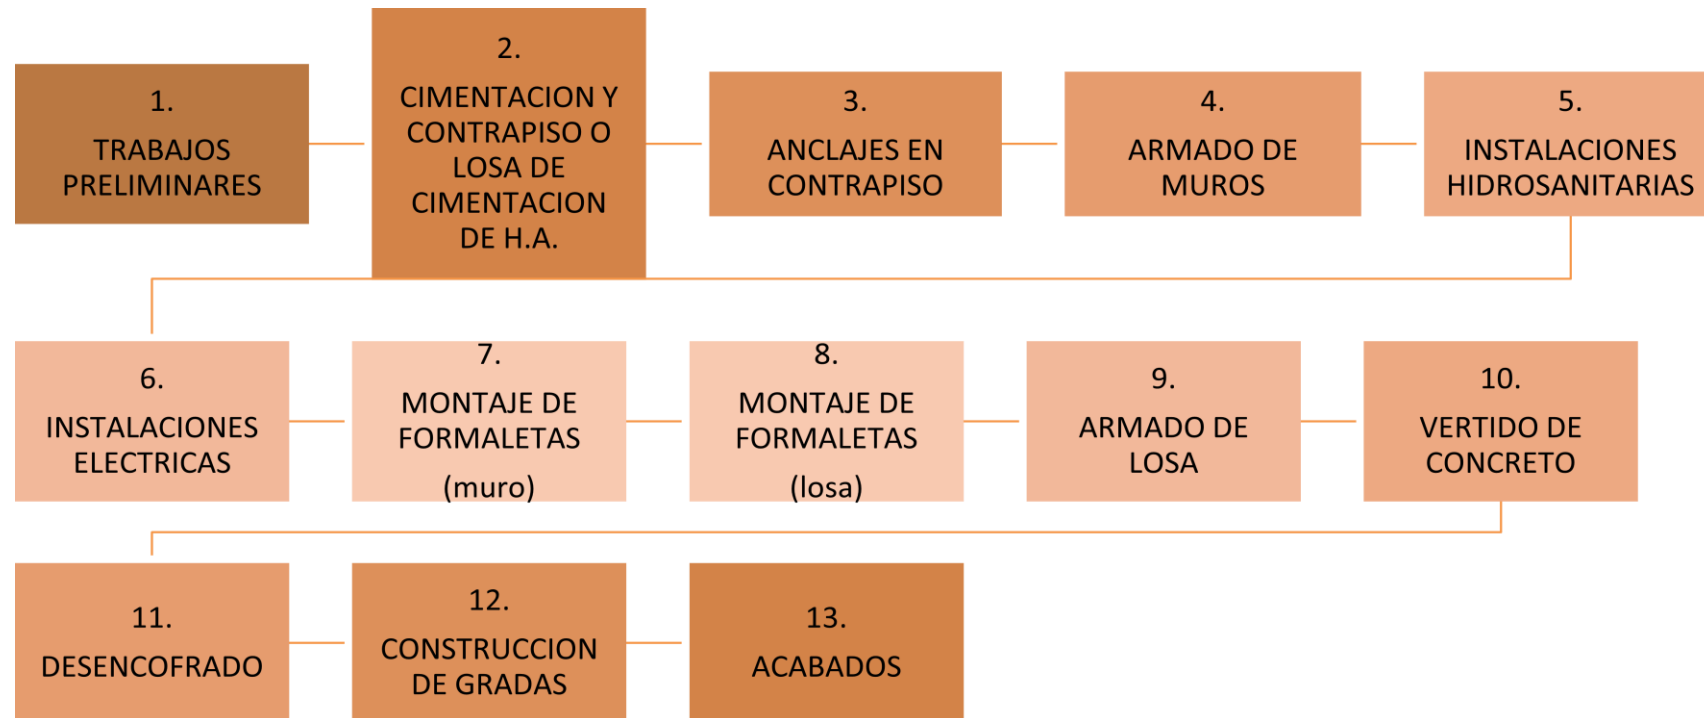 1.
TRABAJOS
PRELIMINARES
2.
CIMENTACION Y
CONTRAPISO O
LOSA DE
CIMENTACION
DE H.A.
3.
ANCLAJES EN
CONTRAPISO
4.
ARMADO DE
MUROS
5.
INSTALACIONES
HIDROSANITARIAS
6.
INSTALACIONES
ELECTRICAS
7.
MONTAJE DE
FORMALETAS
(muro)
8.
MONTAJE DE
FORMALETAS
(losa)
9.
ARMADO DE
LOSA
10.
VERTIDO DE
CONCRETO
11.
DESENCOFRADO
12.
CONSTRUCCION
DE GRADAS
13.
ACABADOS